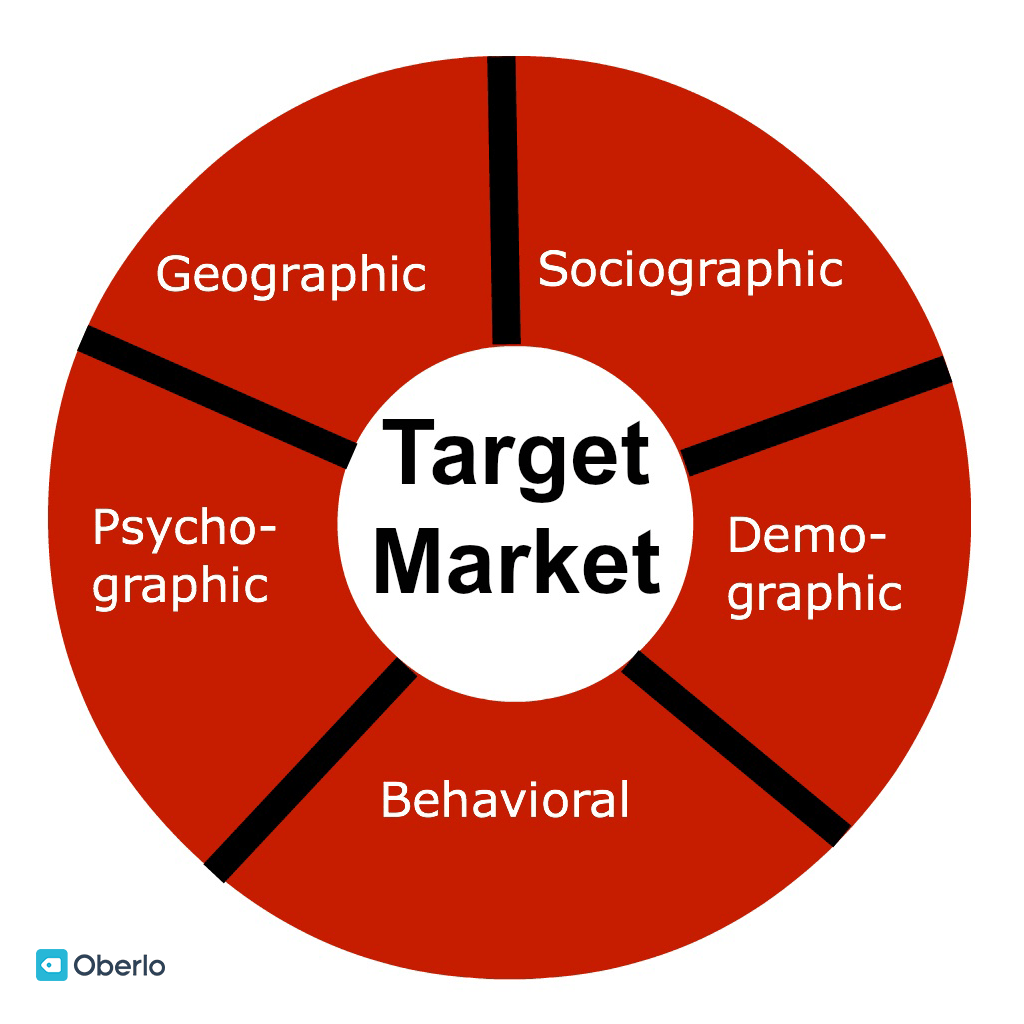 Geographic
Sociographic
Target
Market
Psycho-
graphic
Demo-
graphic
Behavioral
Oberlo